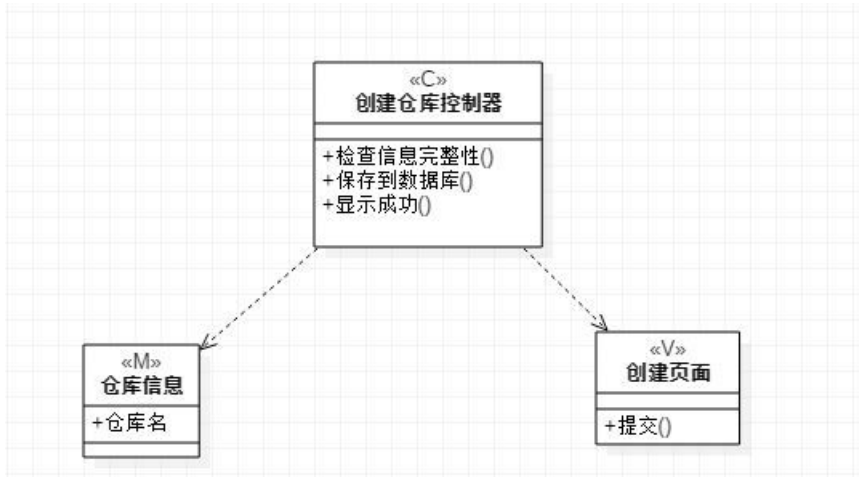 «C»
创建仓库控制器
+检查信息完整性()
+保存到数据库()
+显示成功()
«M»
仓库信息
+仓库名
«V»
创建页面
+提交()